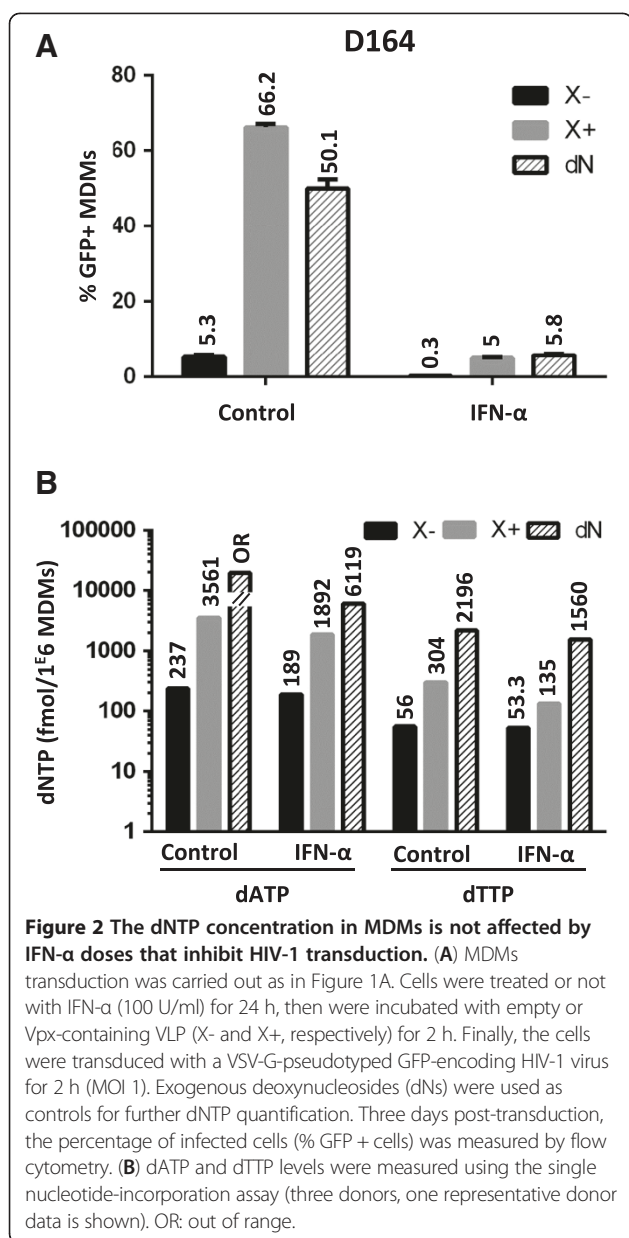 A
D164
80
60
40
20
0
% GFP+ MDMs
X-
X+
dN
5.3
66.2
50.1
0.3
5
5.8
Control
IFN-α
B
100000
10000
1000
100
10
1
dNTP (fmol/1ᴱ6 MDMs)
X- X+ dN
237
3561
OR
189
1892
6119
56
304
2196
53.3
135
1560
Control IFN-α Control IFN-α
dATP dTTP
Figure 2 The dNTP concentration in MDMs is not affected by
IFN-α doses that inhibit HIV-1 transduction. (A) MDMs
transduction was carried out as in Figure 1A. Cells were treated or not
with IFN-α (100 U/ml) for 24 h, then were incubated with empty or
Vpx-containing VLP (X- and X+, respectively) for 2 h. Finally, the cells
were transduced with a VSV-G-pseudotyped GFP-encoding HIV-1 virus
for 2 h (MOI 1). Exogenous deoxynucleosides (dNs) were used as
controls for further dNTP quantification. Three days post-transduction,
the percentage of infected cells (% GFP + cells) was measured by flow
cytometry. (B) dATP and dTTP levels were measured using the single
nucleotide-incorporation assay (three donors, one representative donor
data is shown). OR: out of range.